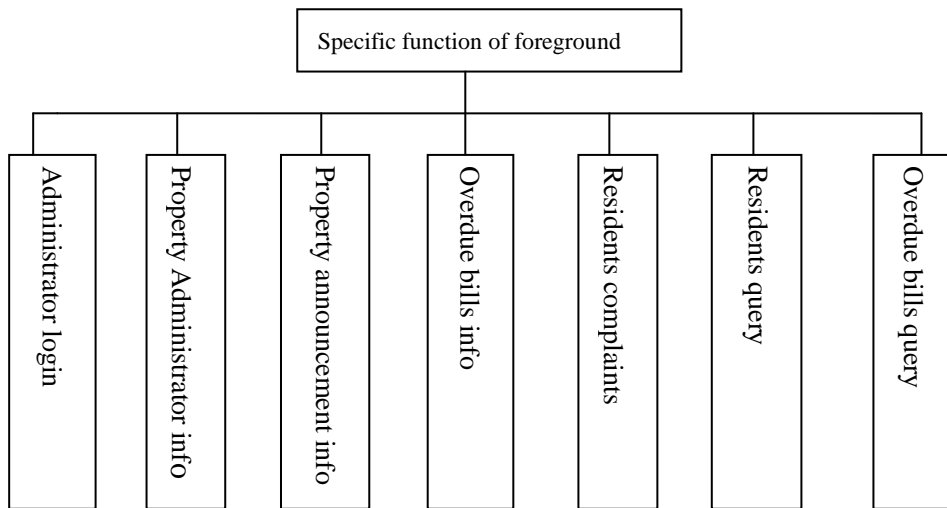 Specific function of foreground
Administrator login
Property Administrator info
Property announcement info
Overdue bills info
Residents complaints
Residents query
Overdue bills query